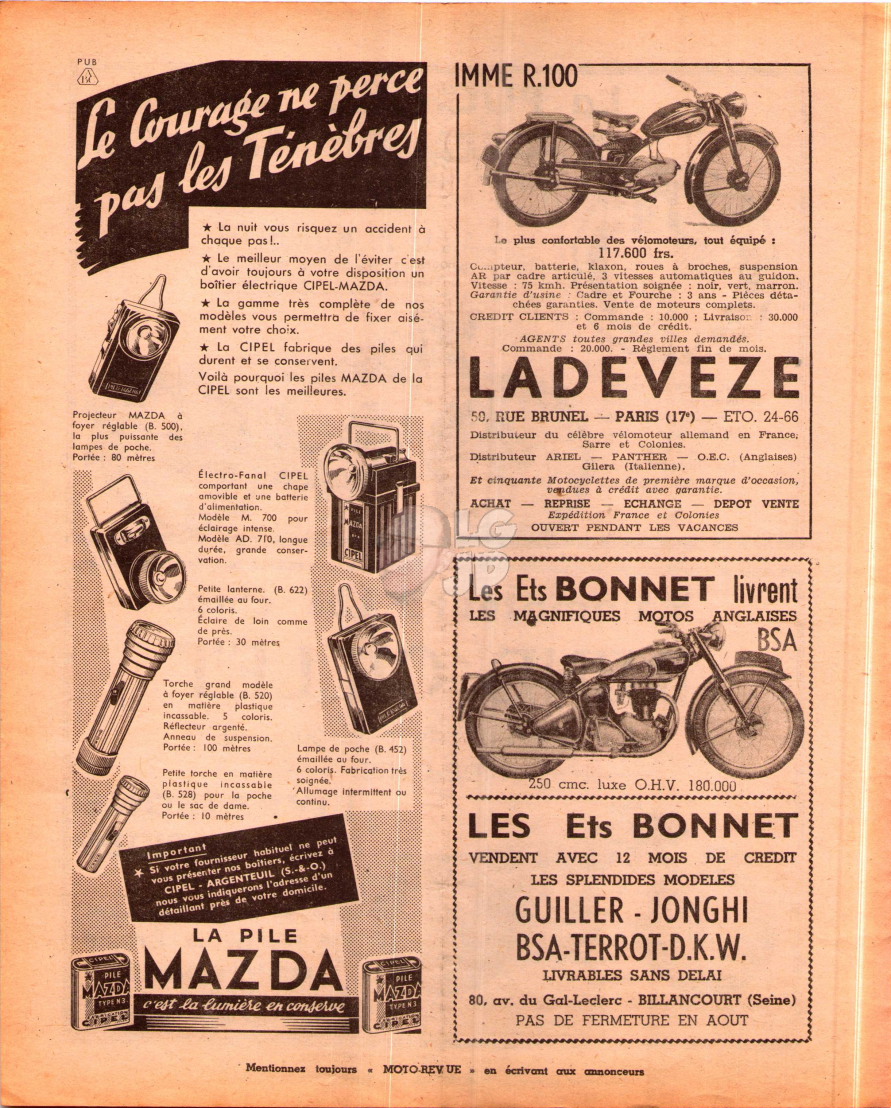 PUB
Le Courage ne perce
pas les Ténèbres
★ La nuit vous risquez un accident à
chaque pas!..
★ Le meilleur moyen de l'éviter c'est
d'avoir toujours à votre disposition un
boîtier électrique CIPEL-MAZDA.
★ La gamme très complète de nos
modèles vous permettra de fixer aisé-
ment votre choix.
★ La CIPEL fabrique des piles qui
durent et se conservent.
Voilà pourquoi les piles MAZDA de la
CIPEL sont les meilleures.
Projecteur MAZDA à
foyer réglable (B. 500),
la plus puissante des
lampes de poche.
Portée : 80 mètres
Électro-Fanal CIPEL
comportant une chape
amovible et une batterie
d'alimentation.
Modèle M. 700 pour
éclairage intense.
Modèle AD. 710, longue
durée, grande conser-
vation.
PILE
MAZDA
CIPEL
Petite lanterne. (B. 622)
émaillée au four.
6 coloris.
Éclaire de loin comme
de près.
Portée : 30 mètres
Torche grand modèle
à foyer réglable (B. 520)
en matière plastique
incassable. 5 coloris.
Réflecteur argenté.
Anneau de suspension.
Portée : 100 mètres
Lampe de poche (B. 452)
émaillée au four.
6 coloris. Fabrication très
soignée.
Allumage intermittent ou
continu.
Petite torche en matière
plastique incassable
(B. 528) pour la poche
ou le sac de dame.
Portée : 10 mètres
Important
★ Si votre fournisseur habituel ne peut
vous présenter nos boîtiers, écrivez à
CIPEL - ARGENTEUIL (S.-&-O.)
nous vous indiquerons l'adresse d'un
détaillant près de votre domicile.
LA PILE
MAZDA
c'est la lumière en conserve
CIPEL
PILE
MAZDA
TYPE N3
CIPEL
CIPEL
PILE
MAZDA
TYPE N3
CIPEL
IMME R.100
Le plus confortable des vélomoteurs, tout équipé :
117.600 frs.
Compteur, batterie, klaxon, roues à broches, suspension
AR par cadre articulé, 3 vitesses automatiques au guidon.
Vitesse : 75 kmh. Présentation soignée : noir, vert, marron.
Garantie d'usine : Cadre et Fourche : 3 ans - Pièces déta-
chées garanties. Vente de moteurs complets.
CREDIT CLIENTS : Commande : 10.000 ; Livraison : 30.000
et 6 mois de crédit.
AGENTS toutes grandes villes demandés.
Commande : 20.000. - Réglement fin de mois.
LADEVEZE
50, RUE BRUNEL — PARIS (17e) — ETO. 24-66
Distributeur du célèbre vélomoteur allemand en France,
Sarre et Colonies.
Distributeur ARIEL — PANTHER — O.E.C. (Anglaises)
Gilera (Italienne).
Et cinquante Motocyclettes de première marque d'occasion,
vendues à crédit avec garantie.
ACHAT — REPRISE — ECHANGE — DEPOT VENTE
Expédition France et Colonies
OUVERT PENDANT LES VACANCES
LG
JP
Les Ets BONNET livrent
LES MAGNIFIQUES MOTOS ANGLAISES
BSA
250 cmc. luxe O.H.V. 180.000
LES Ets BONNET
VENDENT AVEC 12 MOIS DE CREDIT
LES SPLENDIDES MODELES
GUILLER - JONGHI
BSA-TERROT-D.K.W.
LIVRABLES SANS DELAI
80, av. du Gal-Leclerc - BILLANCOURT (Seine)
PAS DE FERMETURE EN AOUT
Mentionnez toujours « MOTO-REVUE » en écrivant aux annonceurs